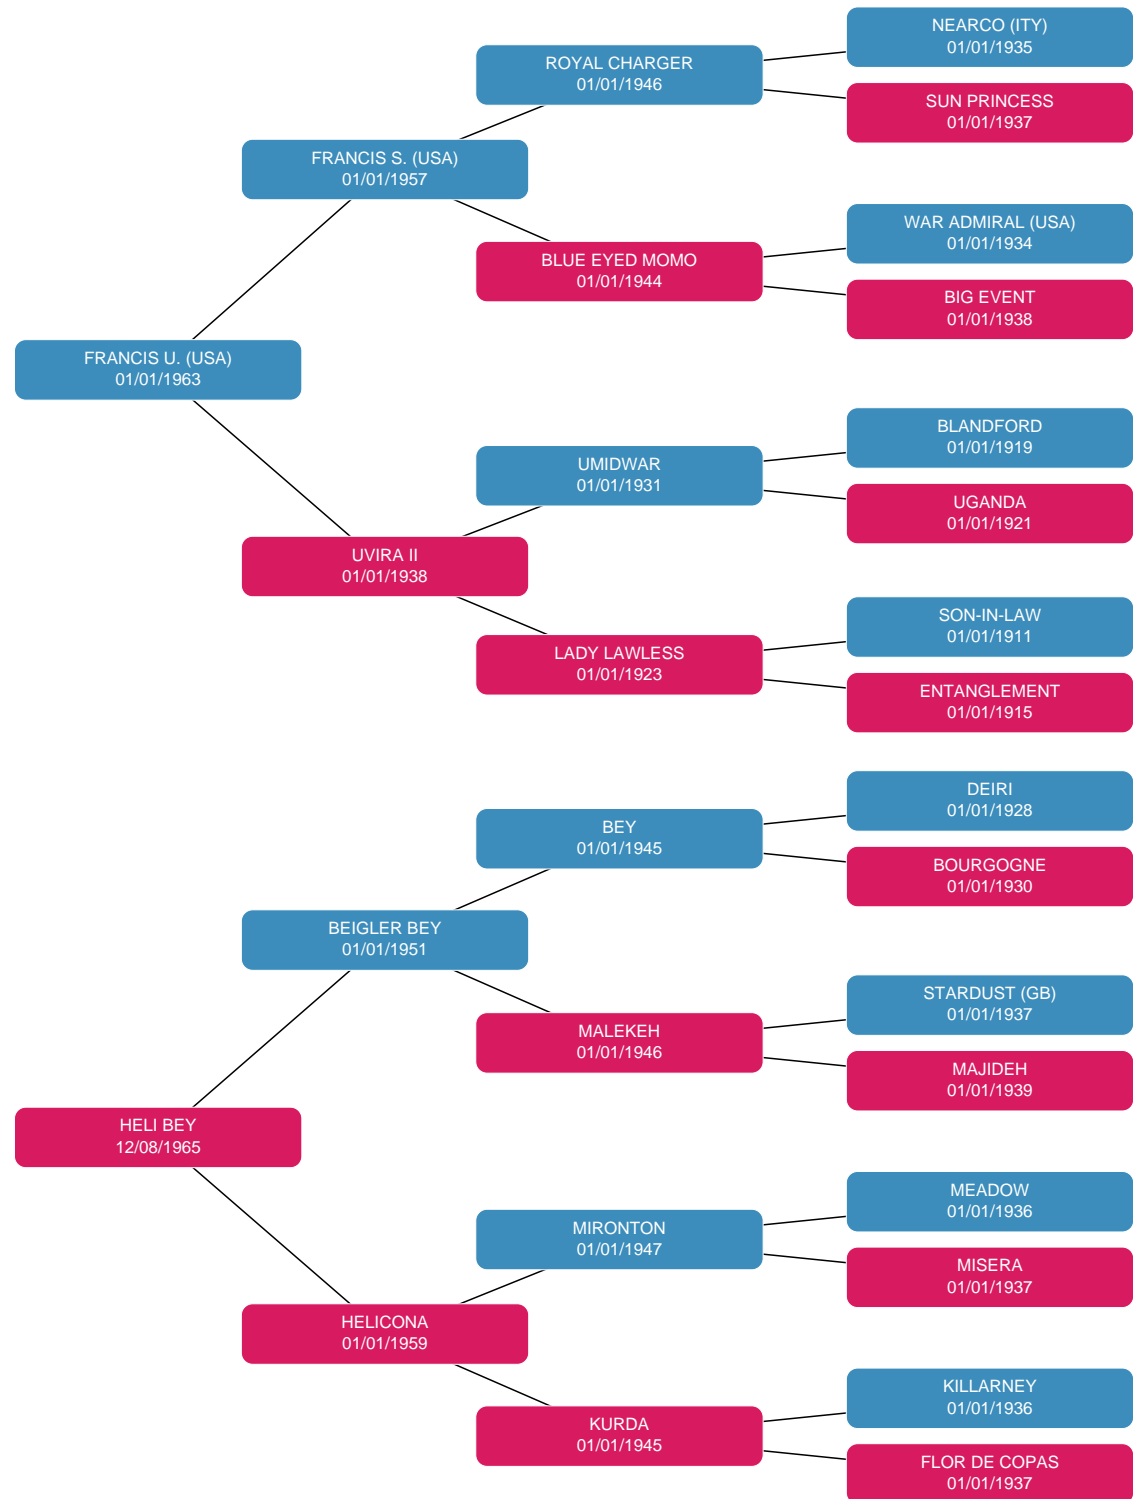 NEARCO (ITY)
01/01/1935
ROYAL CHARGER
01/01/1946
SUN PRINCESS
01/01/1937
FRANCIS S. (USA)
01/01/1957
WAR ADMIRAL (USA)
01/01/1934
BLUE EYED MOMO
01/01/1944
BIG EVENT
01/01/1938
FRANCIS U. (USA)
01/01/1963
BLANDFORD
01/01/1919
UMIDWAR
01/01/1931
UGANDA
01/01/1921
UVIRA II
01/01/1938
SON-IN-LAW
01/01/1911
LADY LAWLESS
01/01/1923
ENTANGLEMENT
01/01/1915
DEIRI
01/01/1928
BEY
01/01/1945
BOURGOGNE
01/01/1930
BEIGLER BEY
01/01/1951
STARDUST (GB)
01/01/1937
MALEKEH
01/01/1946
MAJIDEH
01/01/1939
HELI BEY
12/08/1965
MEADOW
01/01/1936
MIRONTON
01/01/1947
MISERA
01/01/1937
HELICONA
01/01/1959
KILLARNEY
01/01/1936
KURDA
01/01/1945
FLOR DE COPAS
01/01/1937